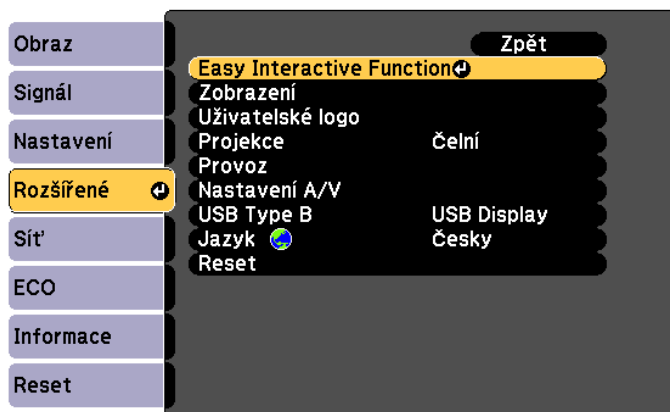 Obraz
Signál
Nastavení
Rozšířené
Síť
ECO
Informace
Reset
Zpět
Easy Interactive Function
Zobrazení
Uživatelské logo
Projekce Čelní
Provoz
Nastavení A/V
USB Type B USB Display
Jazyk Česky
Reset